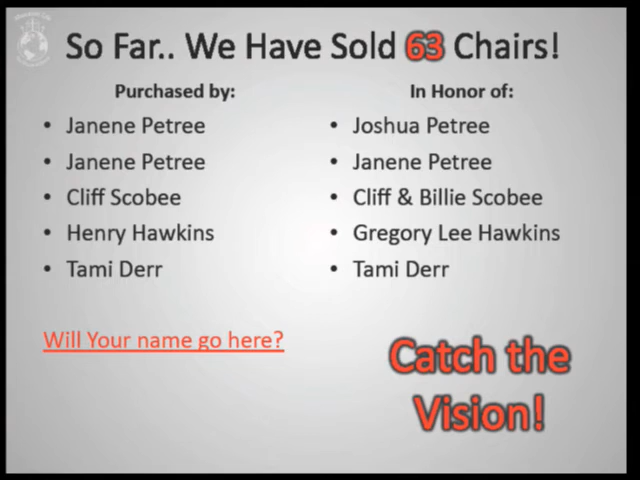 So Far.. We Have Sold 63 Chairs!
Purchased by:
• Janene Petree
• Janene Petree
• Cliff Scobee
• Henry Hawkins
• Tami Derr
In Honor of:
• Joshua Petree
• Janene Petree
• Cliff & Billie Scobee
• Gregory Lee Hawkins
• Tami Derr
Will Your name go here?
Catch the
Vision!